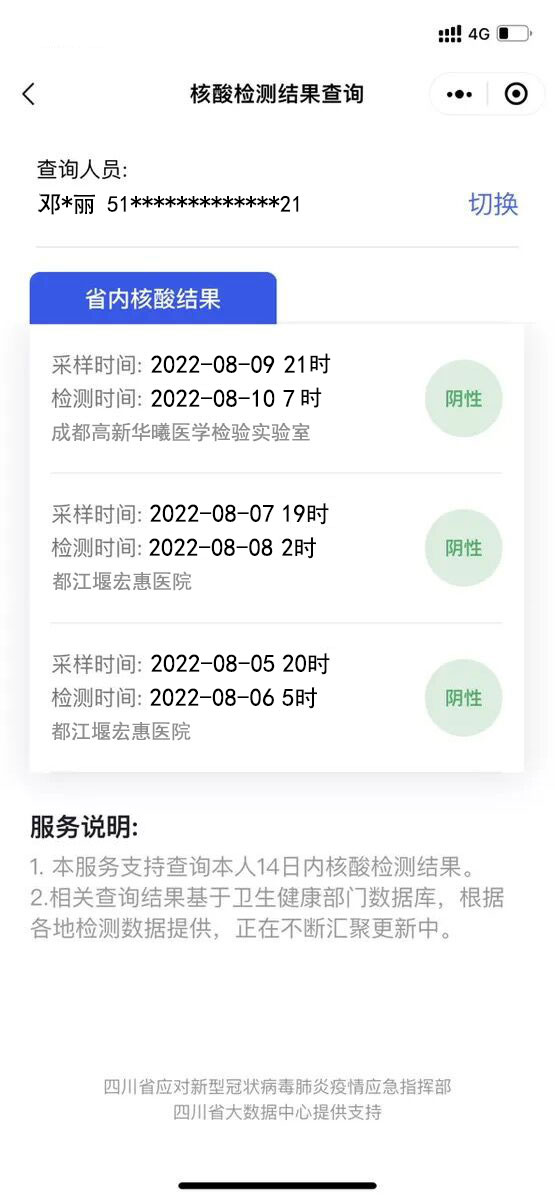 4G
核酸检测结果查询
查询人员:
邓*丽 51*************21
切换
省内核酸结果
采样时间: 2022-08-09 21时
检测时间: 2022-08-10 7时
成都高新华曦医学检验实验室
阴性
采样时间: 2022-08-07 19时
检测时间: 2022-08-08 2时
都江堰宏惠医院
阴性
采样时间: 2022-08-05 20时
检测时间: 2022-08-06 5时
都江堰宏惠医院
阴性
服务说明:
1. 本服务支持查询本人14日内核酸检测结果。
2.相关查询结果基于卫生健康部门数据库，根据
各地检测数据提供，正在不断汇聚更新中。
四川省应对新型冠状病毒肺炎疫情应急指挥部
四川省大数据中心提供支持